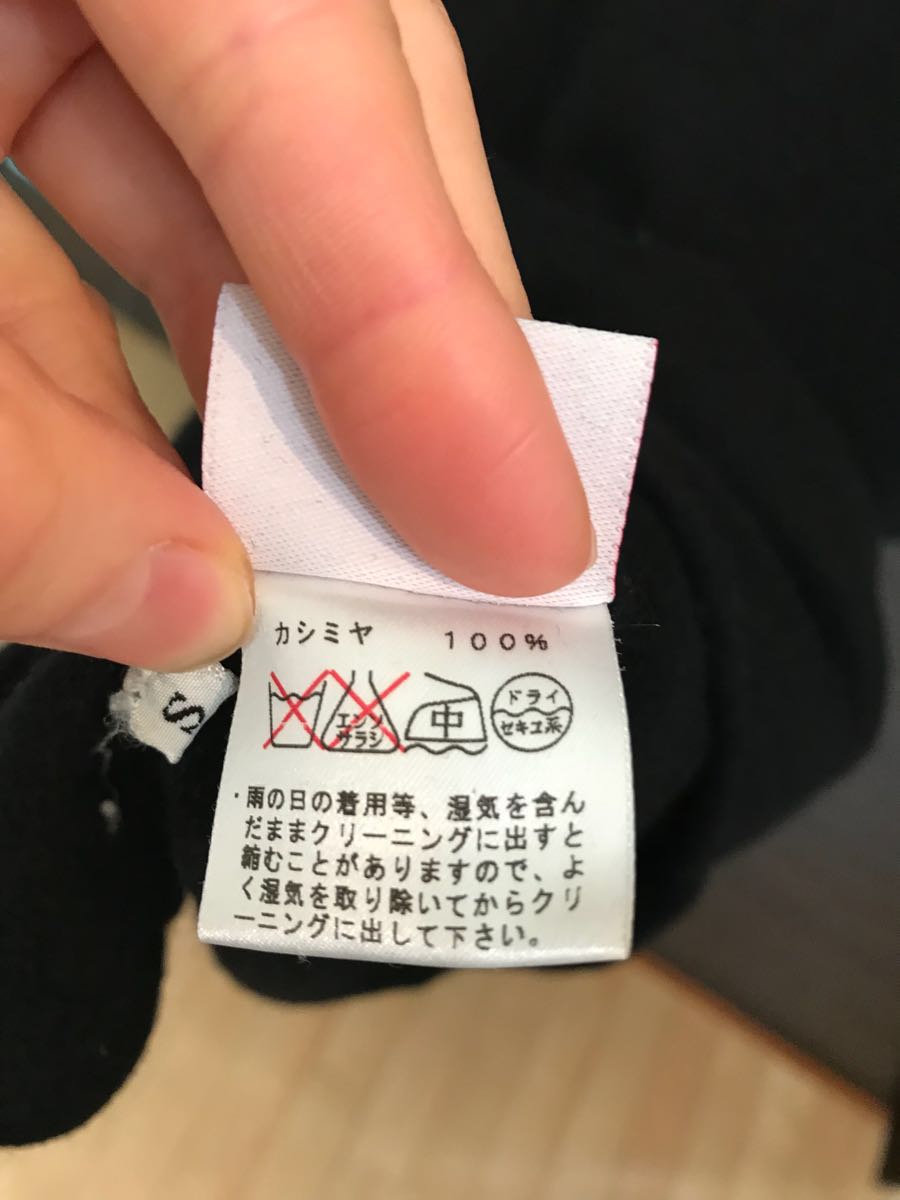 カシミヤ 100%
エンソサラシ
中
ドライ
セキユ系
S
・雨の日の着用等、湿気を含ん
だままクリーニングに出すと
縮むことがありますので、よ
く湿気を取り除いてからクリ
ーニングに出して下さい。